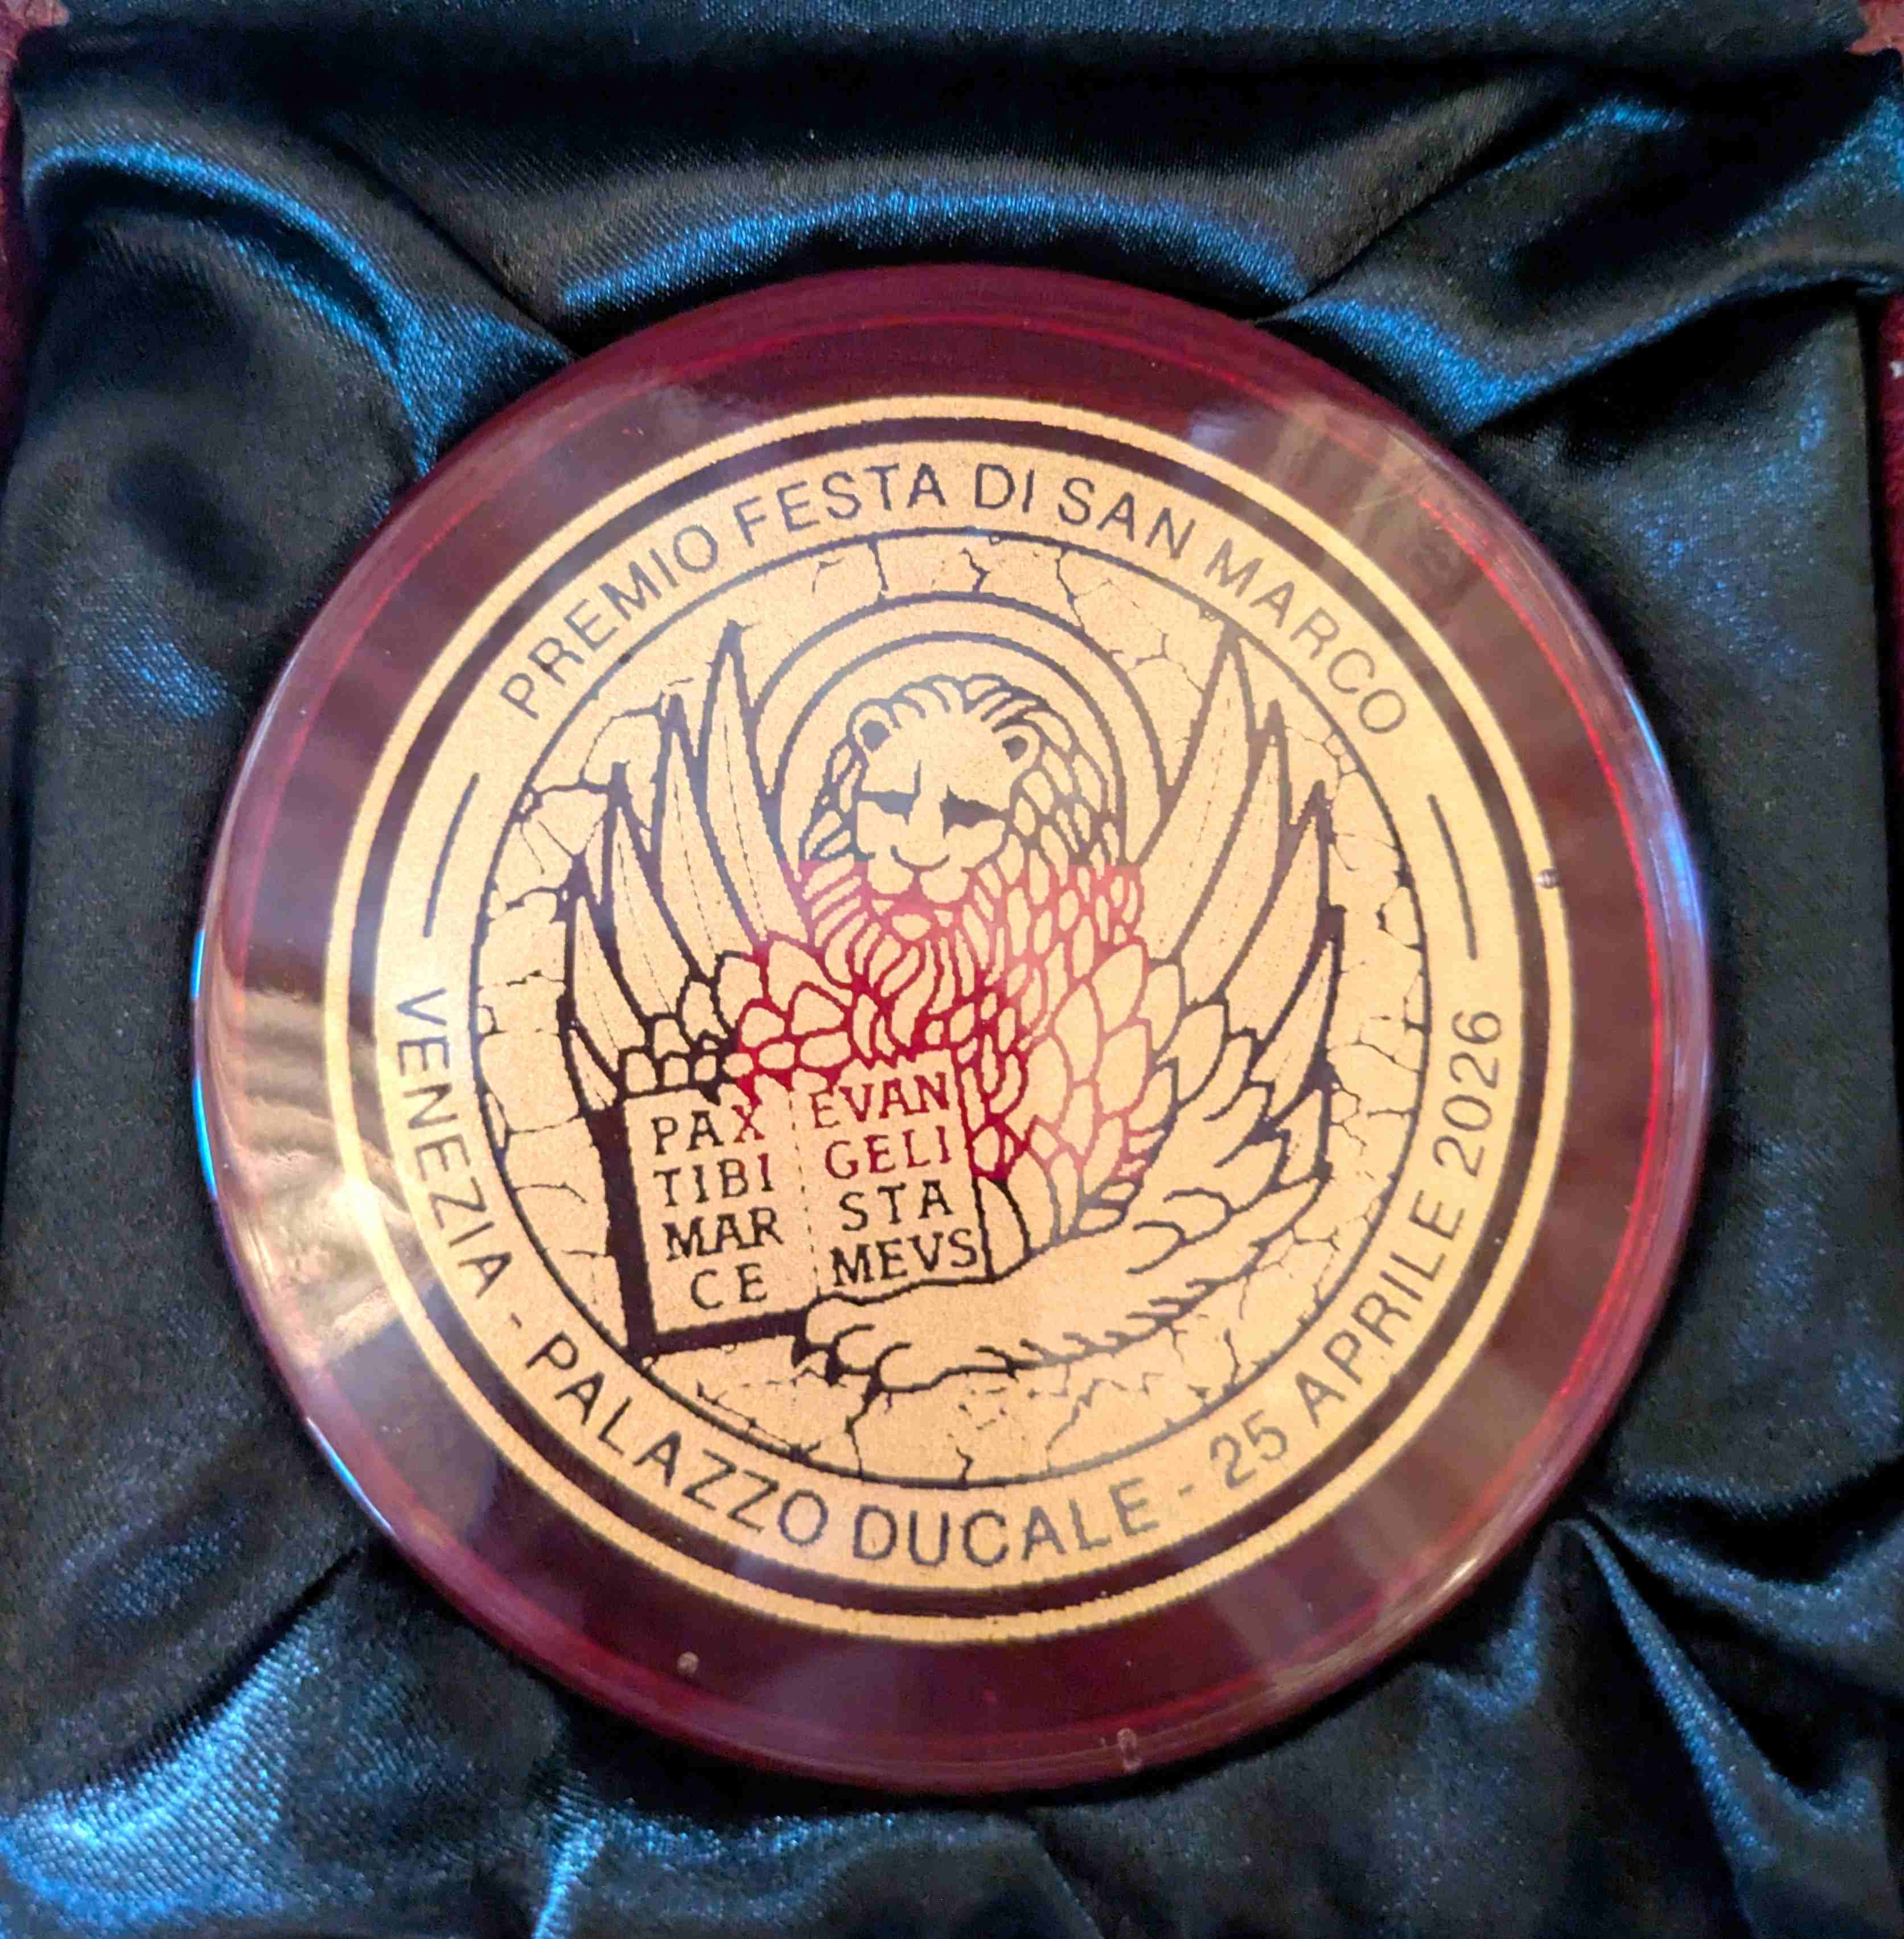 PREMIO FESTA DI SAN MARCO
PAX
TIBI
MAR
CE
EVAN
GELI
STA
MEVS
VENEZIA - PALAZZO DUCALE - 25 APRILE 2026